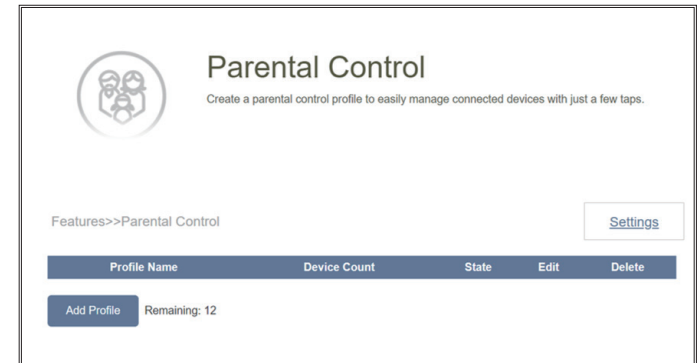 Parental Control
Create a parental control profile to easily manage connected devices with just a few taps.
Features>>Parental Control
Settings
Profile Name Device Count State Edit Delete
Add Profile Remaining: 12